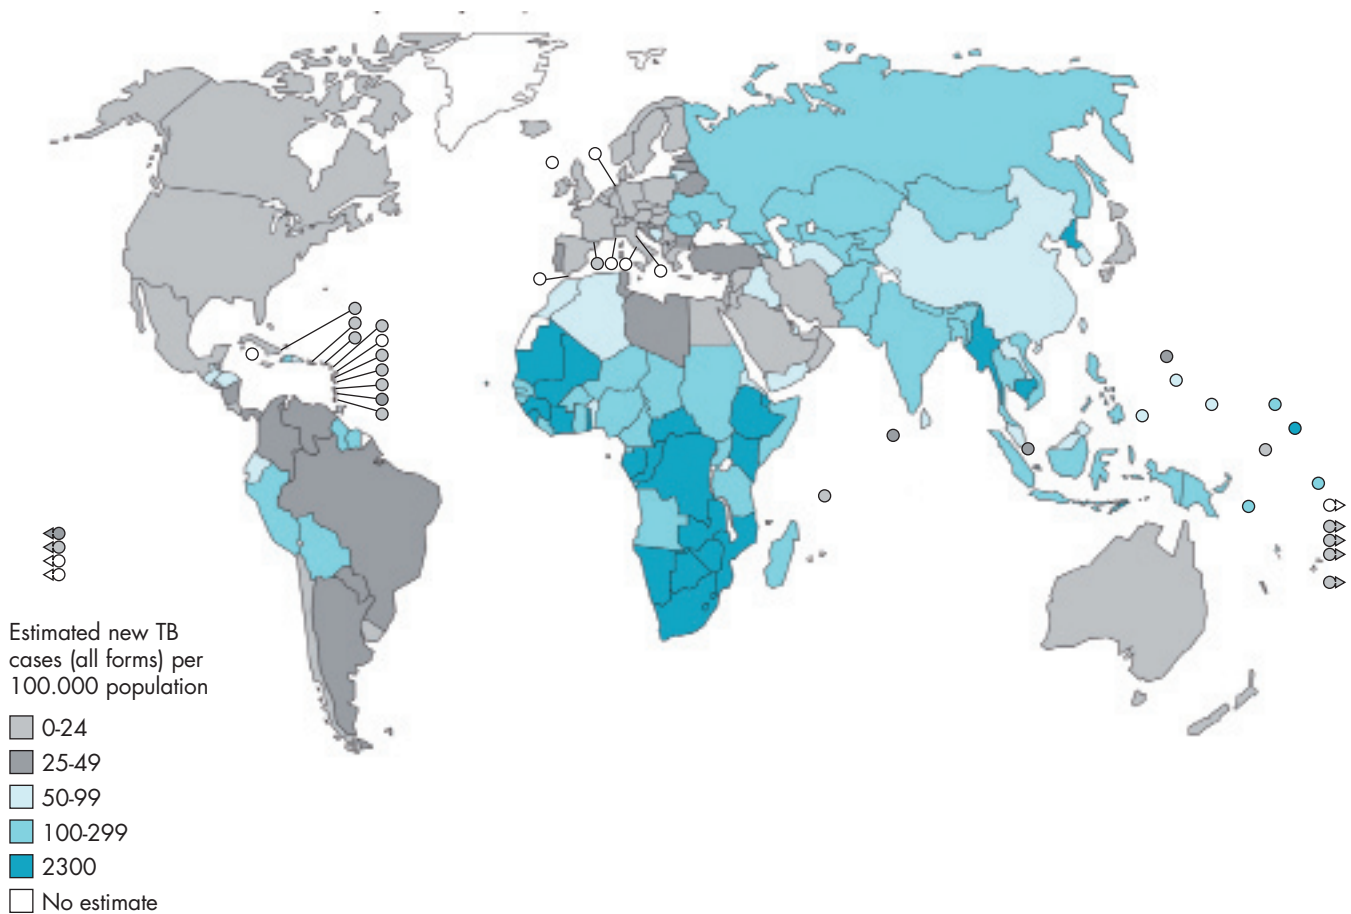 Estimated new TB
cases (all forms) per
100.000 population
0-24
25-49
50-99
100-299
2300
No estimate